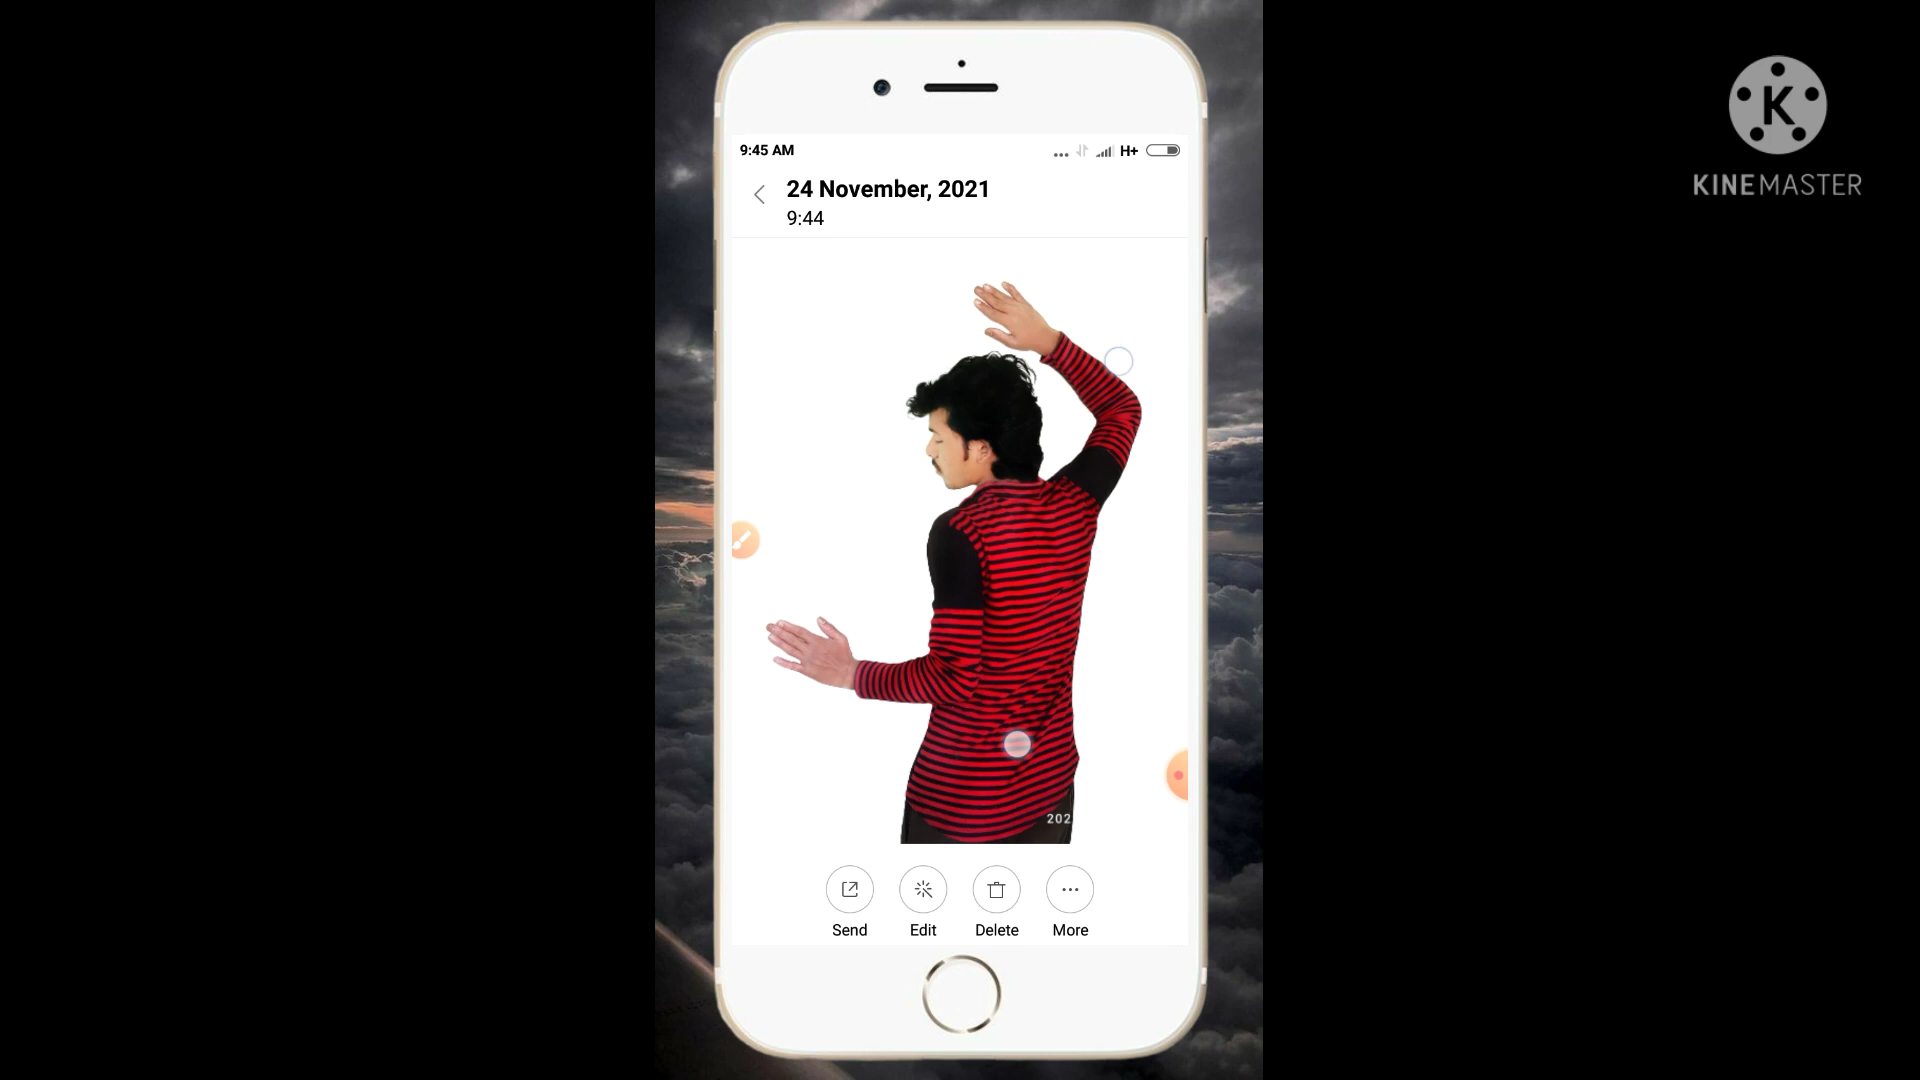 9:45 AM
H+
24 November, 2021
9:44
202
Send
Edit
Delete
More
K
KINEMASTER